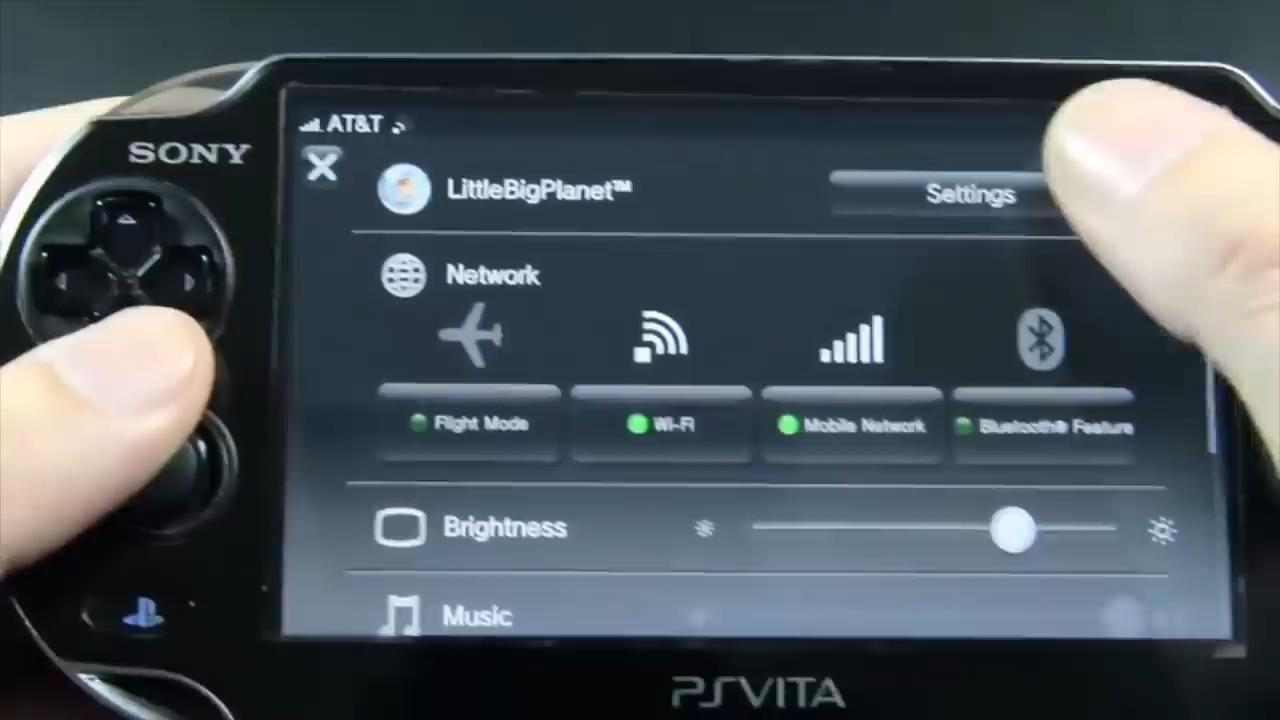 AT&T
SONY
LittleBigPlanet™
Settings
Network
Flight Mode
Wi-Fi
Mobile Network
Bluetooth® Feature
Brightness
Music
PSVITA